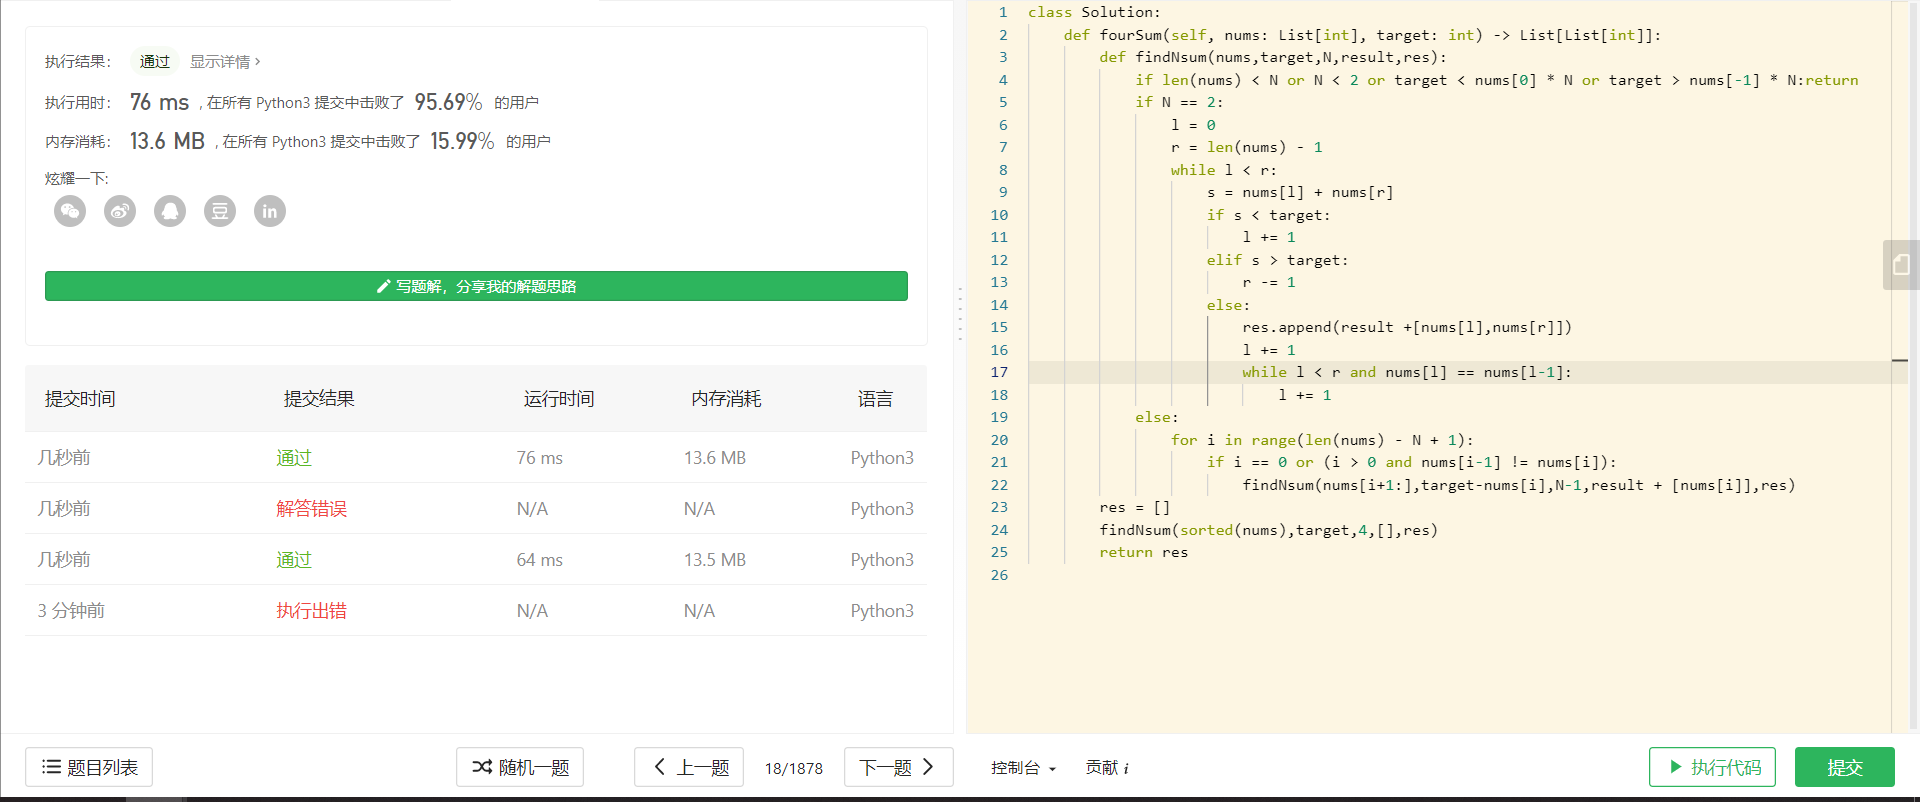 执行结果： 通过 显示详情 ›
执行用时： 76 ms , 在所有 Python3 提交中击败了 95.69% 的用户
内存消耗： 13.6 MB , 在所有 Python3 提交中击败了 15.99% 的用户
炫耀一下:
豆 in
写题解，分享我的解题思路
提交时间 提交结果 运行时间 内存消耗 语言
几秒前 通过 76 ms 13.6 MB Python3
几秒前 解答错误 N/A N/A Python3
几秒前 通过 64 ms 13.5 MB Python3
3 分钟前 执行出错 N/A N/A Python3
题目列表 随机一题 上一题 18/1878 下一题
1 class Solution:
2     def fourSum(self, nums: List[int], target: int) -> List[List[int]]:
3         def findNsum(nums,target,N,result,res):
4             if len(nums) < N or N < 2 or target < nums[0] * N or target > nums[-1] * N:return
5             if N == 2:
6                 l = 0
7                 r = len(nums) - 1
8                 while l < r:
9                     s = nums[l] + nums[r]
10                     if s < target:
11                         l += 1
12                     elif s > target:
13                         r -= 1
14                     else:
15                         res.append(result +[nums[l],nums[r]])
16                         l += 1
17                         while l < r and nums[l] == nums[l-1]:
18                             l += 1
19             else:
20                 for i in range(len(nums) - N + 1):
21                     if i == 0 or (i > 0 and nums[i-1] != nums[i]):
22                         findNsum(nums[i+1:],target-nums[i],N-1,result + [nums[i]],res)
23         res = []
24         findNsum(sorted(nums),target,4,[],res)
25         return res
26
控制台 贡献 i 执行代码 提交